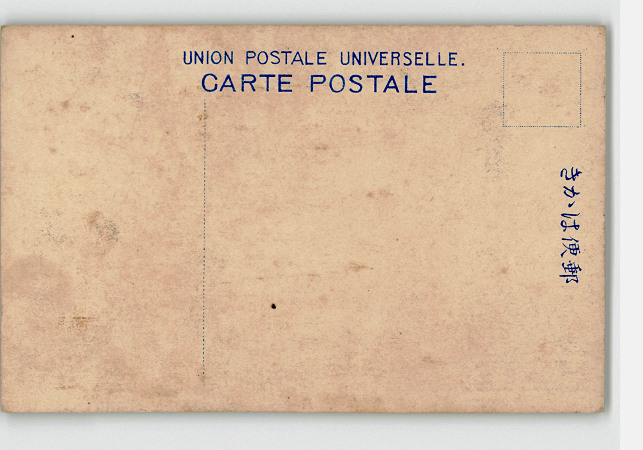 UNION POSTALE UNIVERSELLE.
CARTE POSTALE
郵便はがき